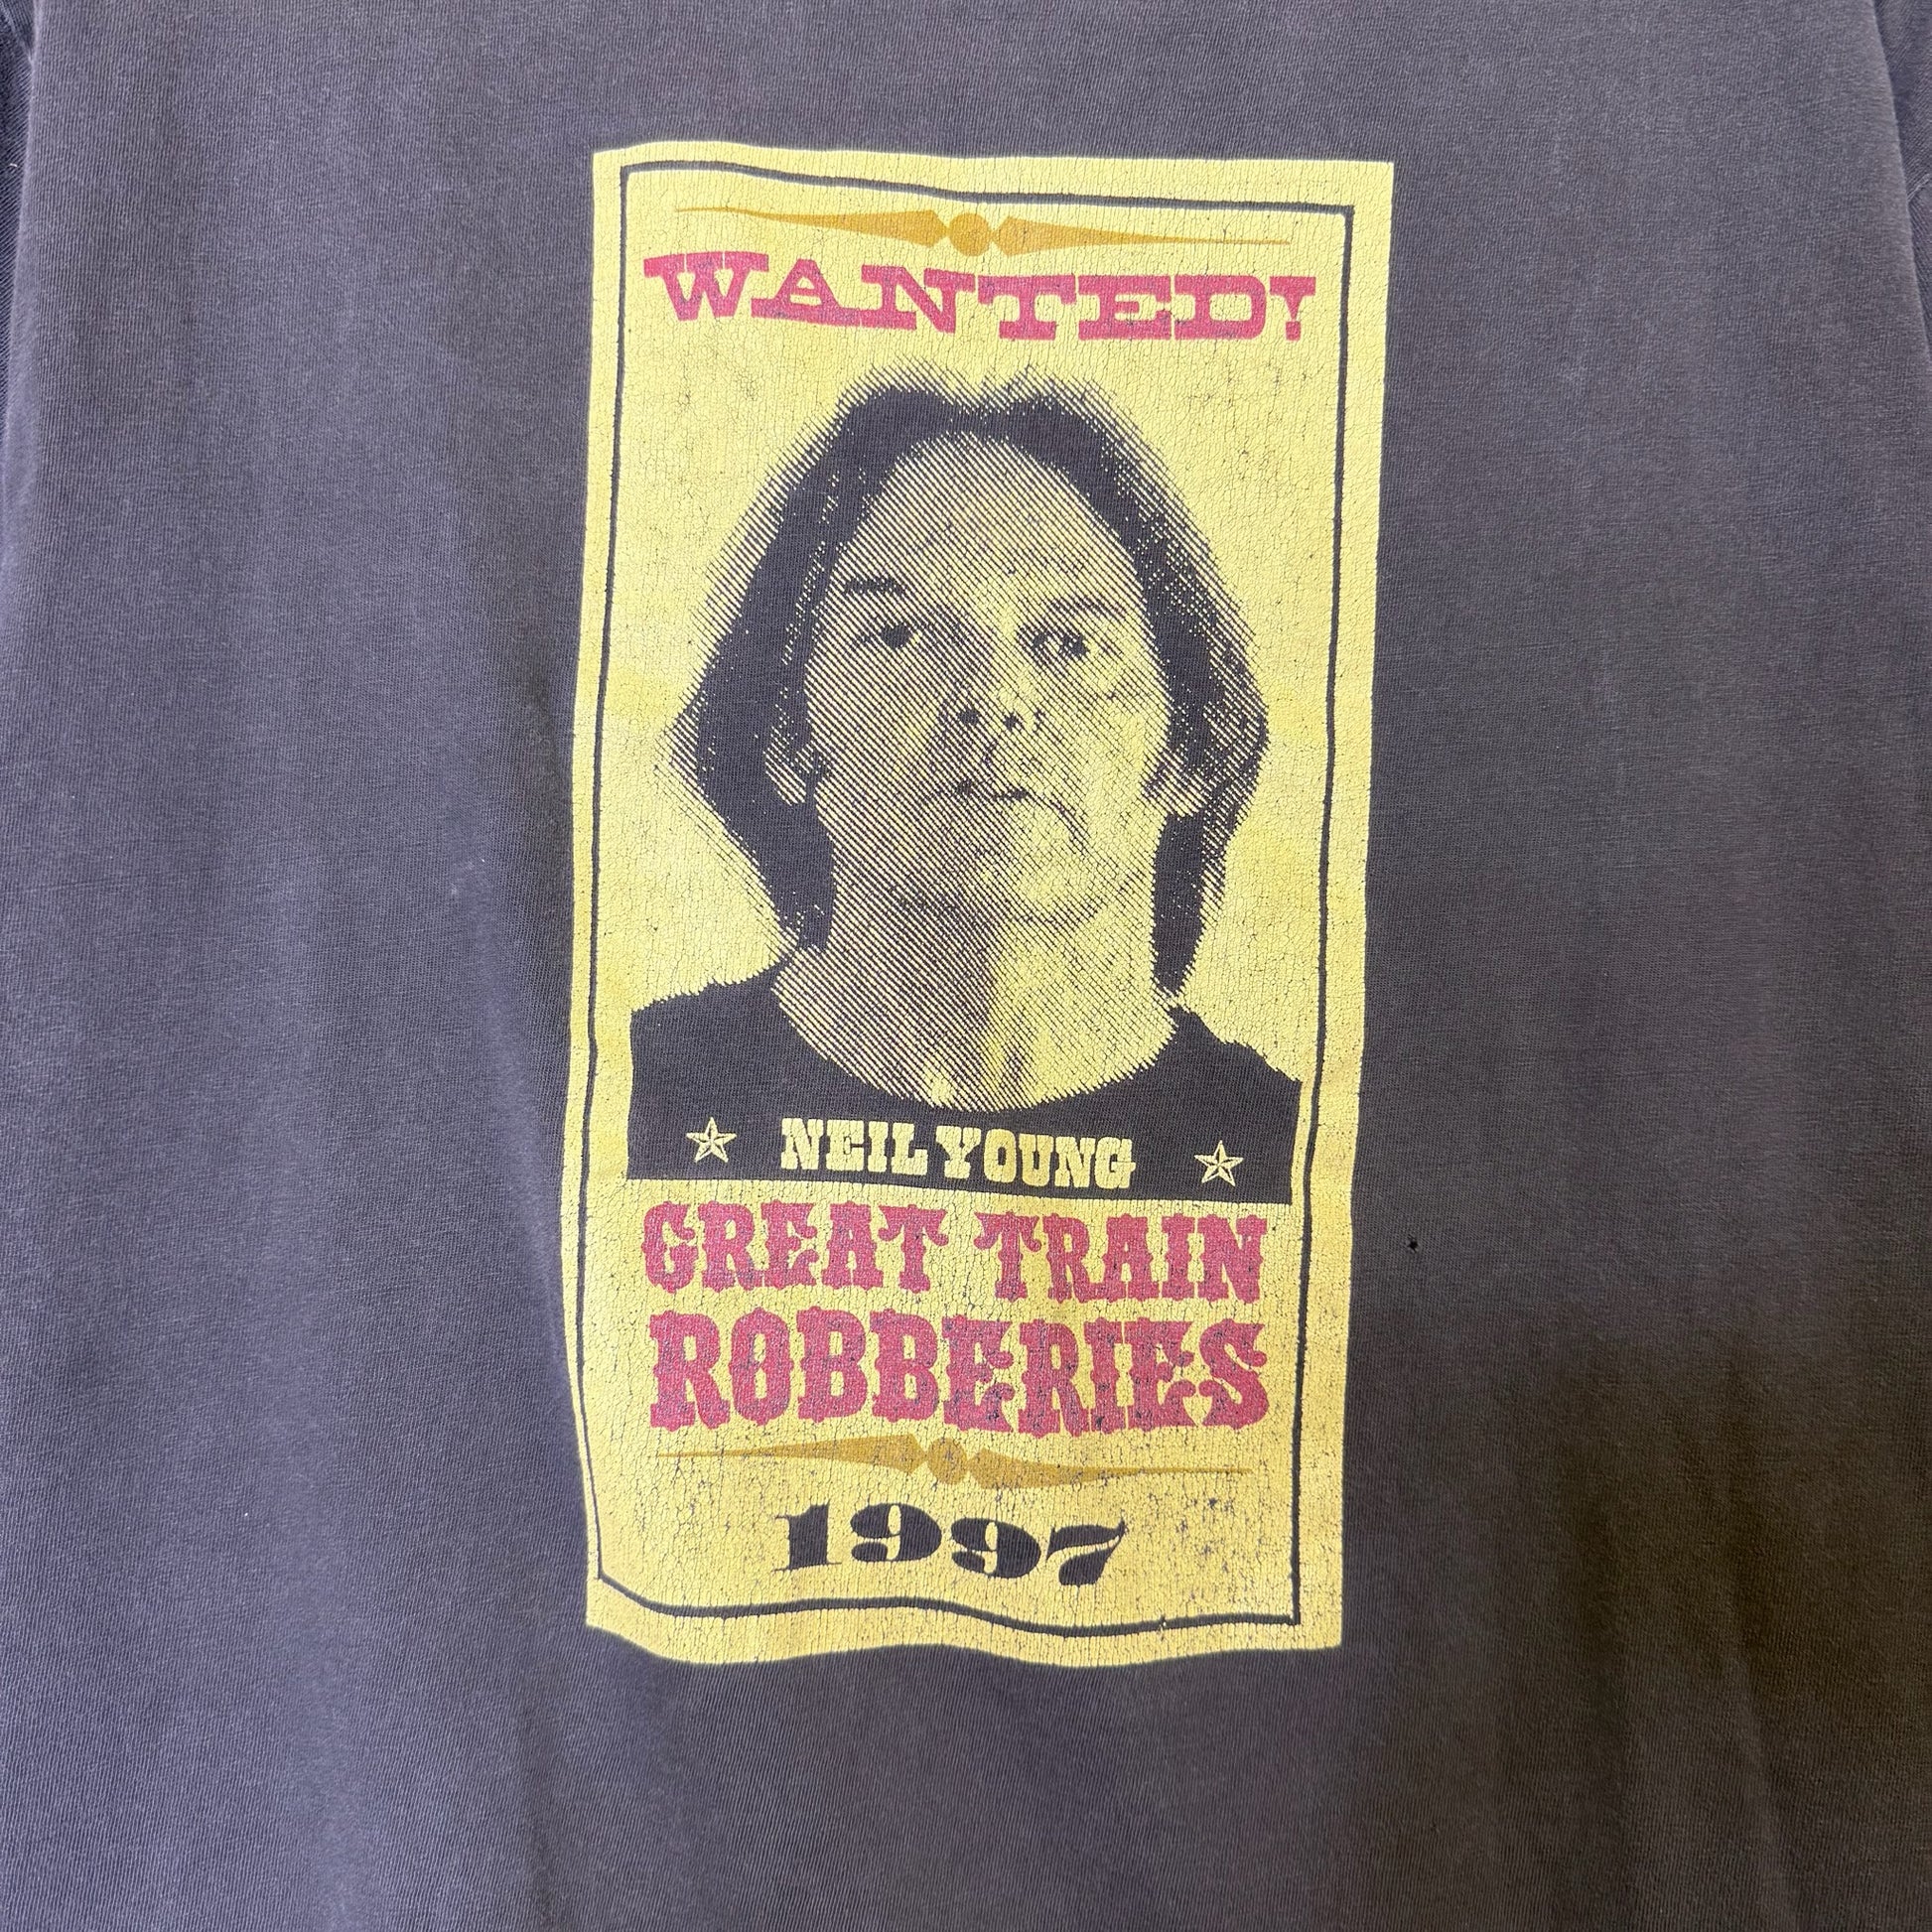 WANTED!
NEIL YOUNG
GREAT TRAIN
ROBBERIES
1997